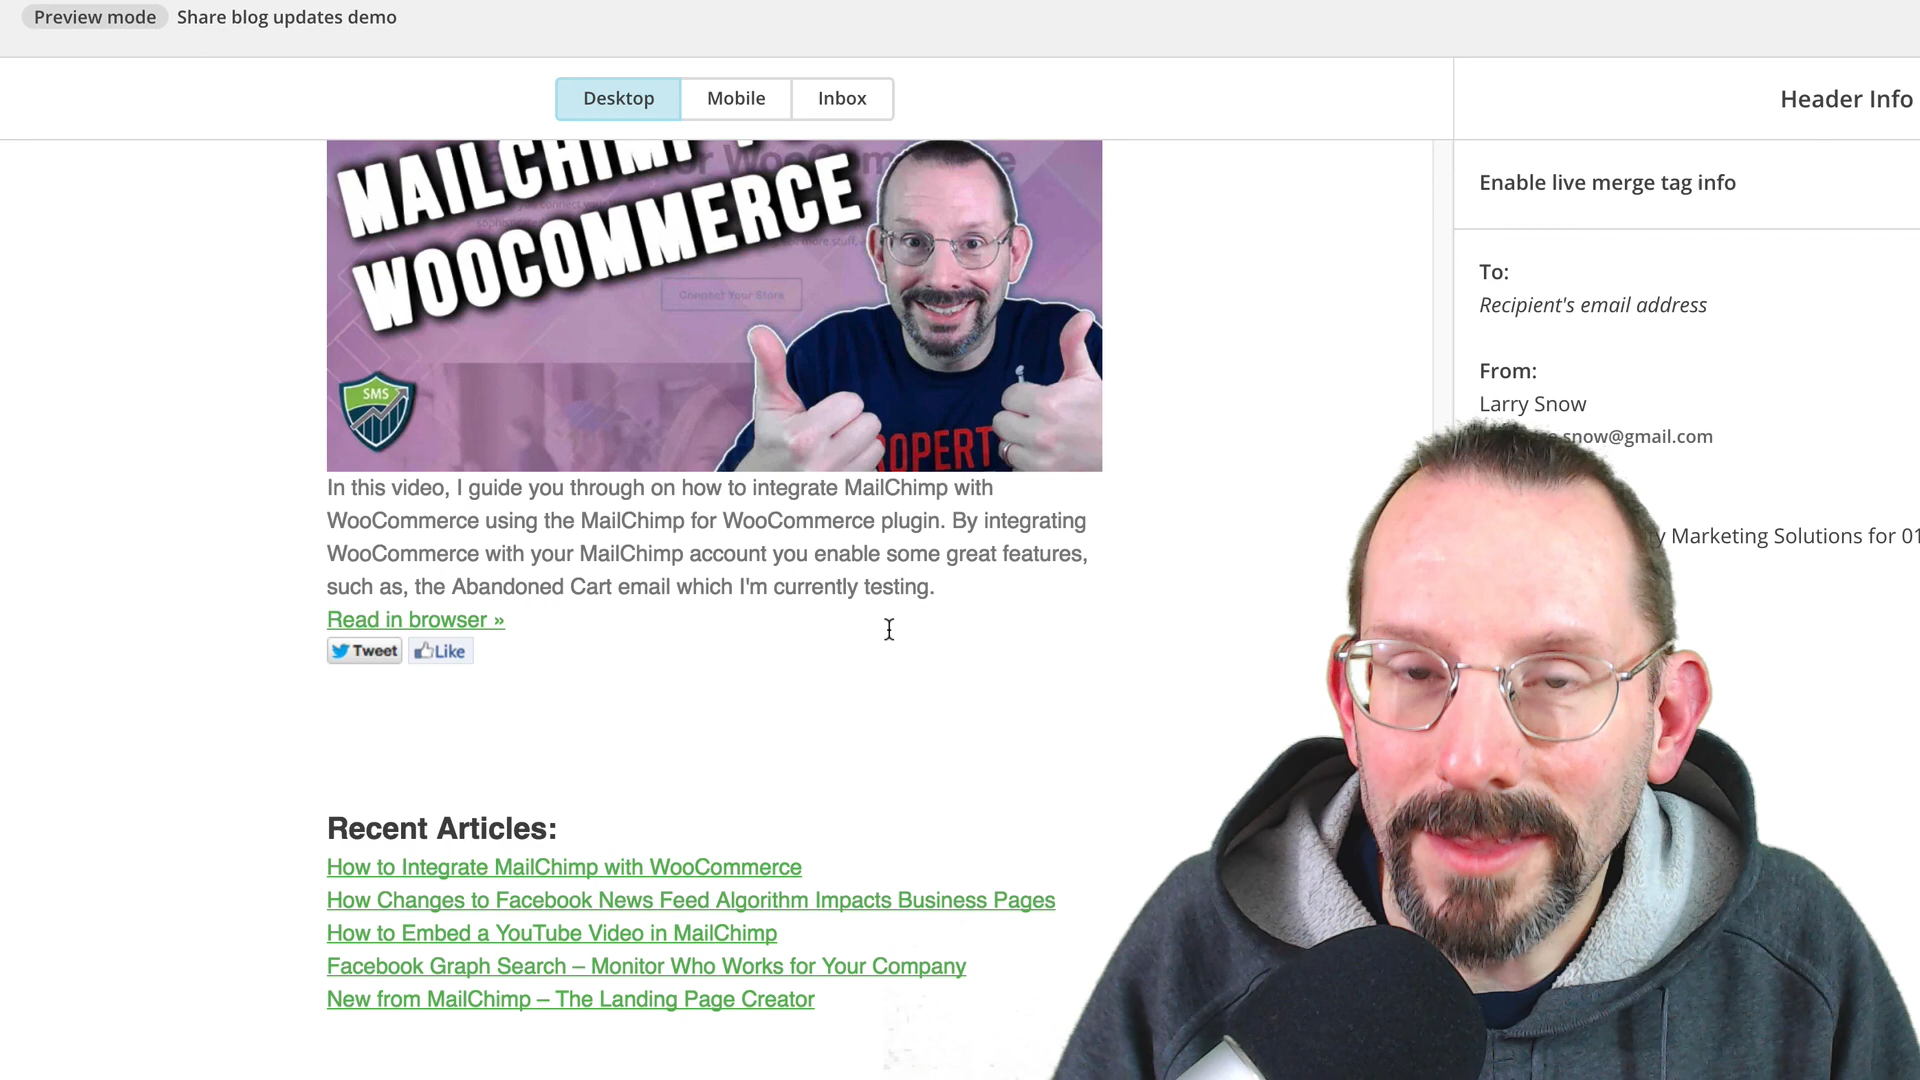 Preview mode Share blog updates demo
Desktop Mobile Inbox
Header Info
MAILCHIMP
WOOCOMMERCE
Connect Your Store
SMS
OPERT
In this video, I guide you through on how to integrate MailChimp with
WooCommerce using the MailChimp for WooCommerce plugin. By integrating
WooCommerce with your MailChimp account you enable some great features,
such as, the Abandoned Cart email which I'm currently testing.
Read in browser »
Tweet Like
Recent Articles:
How to Integrate MailChimp with WooCommerce
How Changes to Facebook News Feed Algorithm Impacts Business Pages
How to Embed a YouTube Video in MailChimp
Facebook Graph Search – Monitor Who Works for Your Company
New from MailChimp – The Landing Page Creator
Enable live merge tag info
To:
Recipient's email address
From:
Larry Snow
snow@gmail.com
y Marketing Solutions for 01